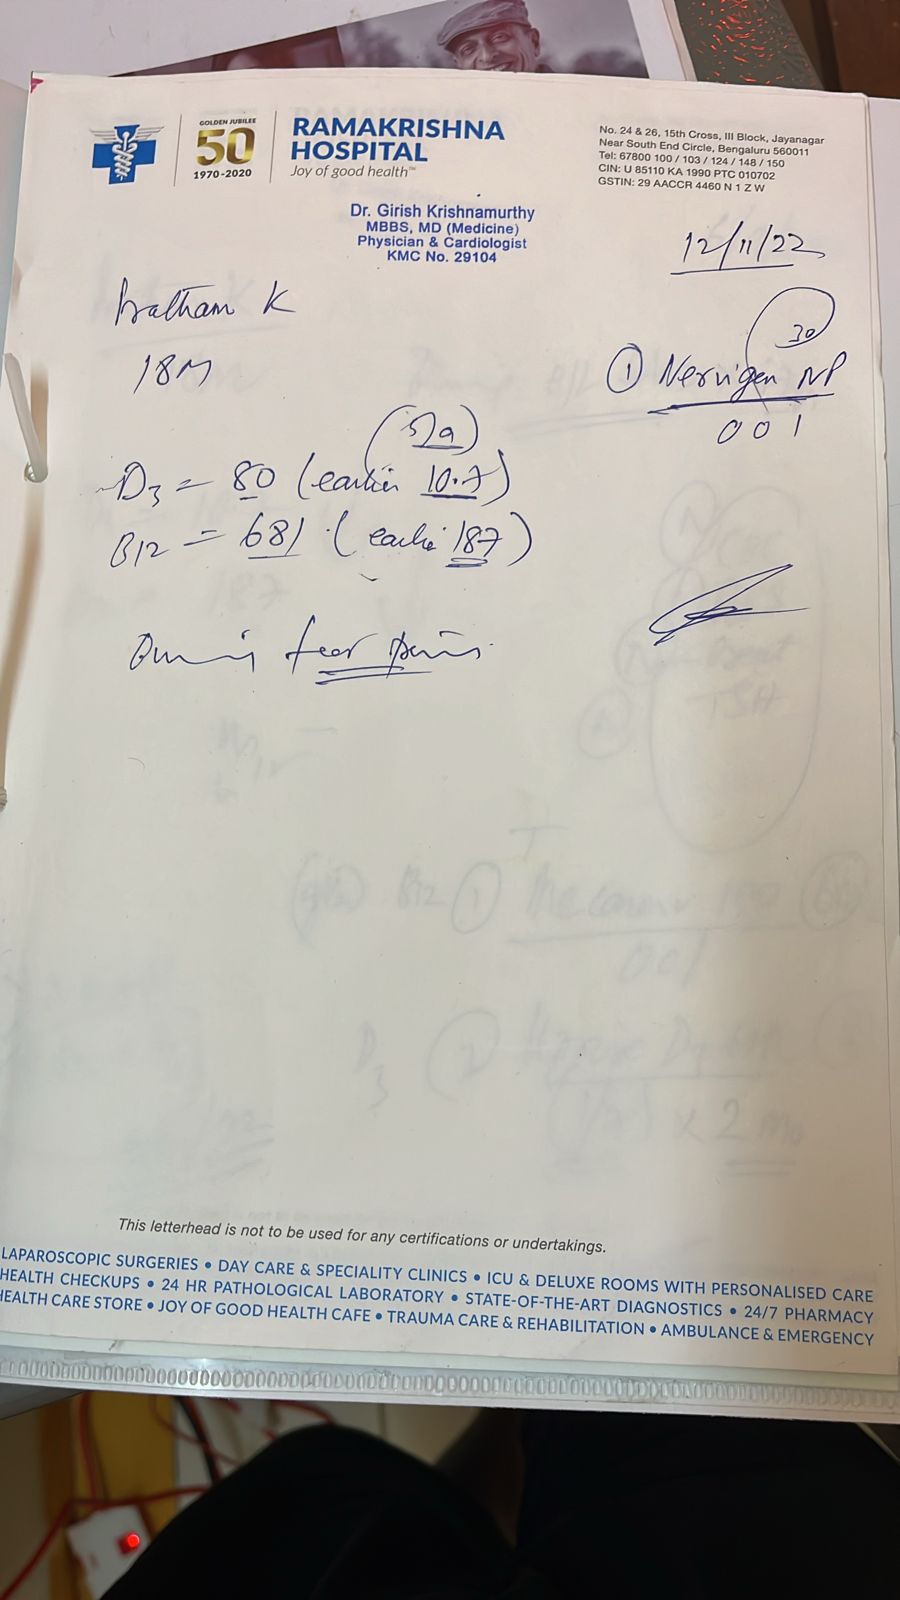 GOLDEN JUBILEE
50
1970-2020
RAMAKRISHNA
HOSPITAL
Joy of good health™
No. 24 & 26, 15th Cross, III Block, Jayanagar
Near South End Circle, Bengaluru 560011
Tel: 67800 100 / 103 / 124 / 148 / 150
CIN: U 85110 KA 1990 PTC 010702
GSTIN: 29 AACCR 4460 N 1 Z W
Dr. Girish Krishnamurthy
MBBS, MD (Medicine)
Physician & Cardiologist
KMC No. 29104
12/11/22
Pratham K
18M
30
① Nervigen NP
0 0 1
D3 = 80 (earlier 10.7)
B12 = 681 (earlier 187)
This letterhead is not to be used for any certifications or undertakings.
LAPAROSCOPIC SURGERIES • DAY CARE & SPECIALITY CLINICS • ICU & DELUXE ROOMS WITH PERSONALISED CARE
HEALTH CHECKUPS • 24 HR PATHOLOGICAL LABORATORY • STATE-OF-THE-ART DIAGNOSTICS • 24/7 PHARMACY
HEALTH CARE STORE • JOY OF GOOD HEALTH CAFE • TRAUMA CARE & REHABILITATION • AMBULANCE & EMERGENCY